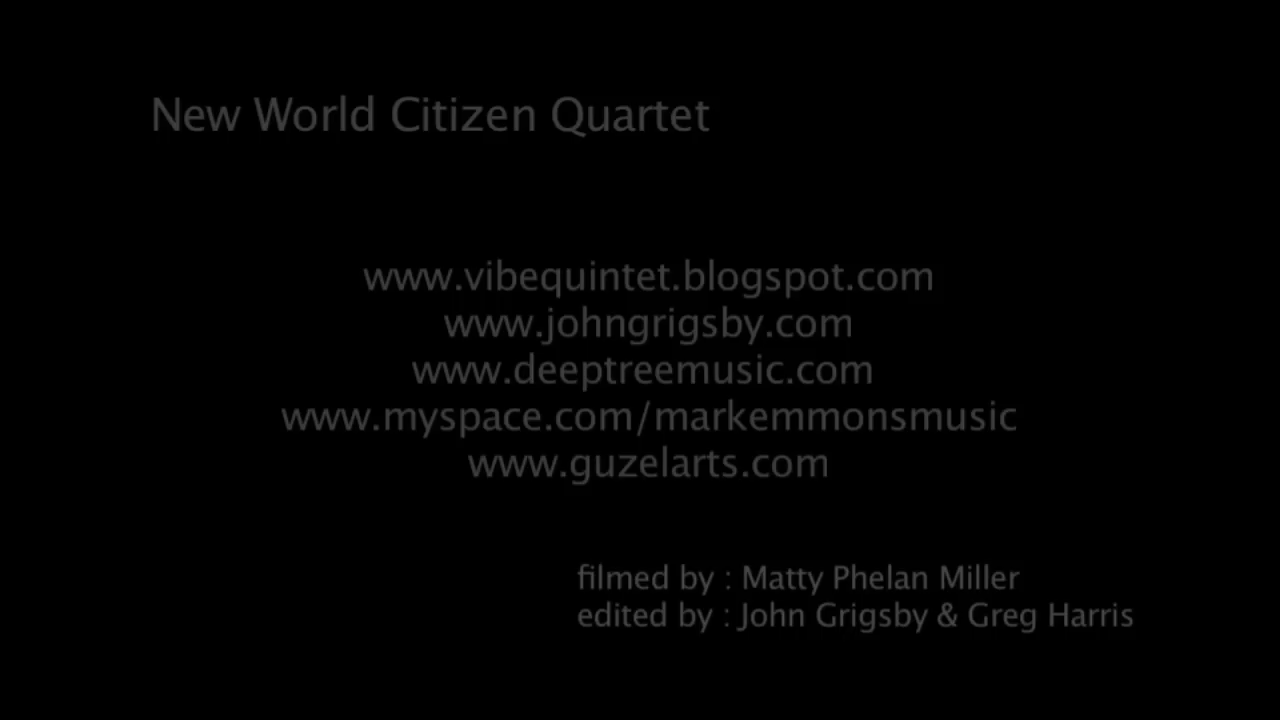 New World Citizen Quartet
www.vibequintet.blogspot.com
www.johngrigsby.com
www.deeptreemusic.com
www.myspace.com/markemmonsmusic
www.guzelarts.com
filmed by : Matty Phelan Miller
edited by : John Grigsby & Greg Harris